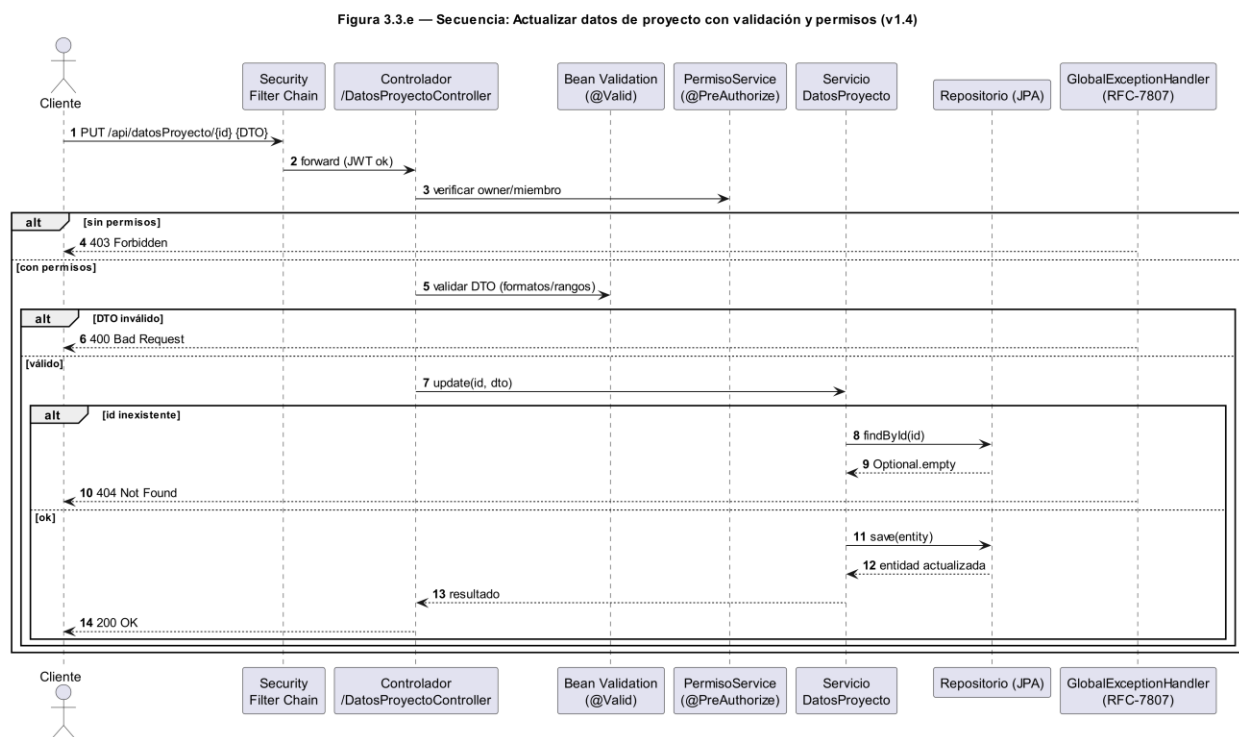 Figura 3.3.e — Secuencia: Actualizar datos de proyecto con validación y permisos (v1.4)
Cliente
Security
Filter Chain
Controlador
/DatosProyectoController
Bean Validation
(@Valid)
PermisoService
(@PreAuthorize)
Servicio
DatosProyecto
Repositorio (JPA)
GlobalExceptionHandler
(RFC-7807)
1 PUT /api/datosProyecto/{id} {DTO}
2 forward (JWT ok)
3 verificar owner/miembro
alt [sin permisos]
4 403 Forbidden
[con permisos]
5 validar DTO (formatos/rangos)
alt [DTO inválido]
6 400 Bad Request
[válido]
7 update(id, dto)
alt [id inexistente]
8 findById(id)
9 Optional.empty
10 404 Not Found
[ok]
11 save(entity)
12 entidad actualizada
13 resultado
14 200 OK
Cliente
Security
Filter Chain
Controlador
/DatosProyectoController
Bean Validation
(@Valid)
PermisoService
(@PreAuthorize)
Servicio
DatosProyecto
Repositorio (JPA)
GlobalExceptionHandler
(RFC-7807)